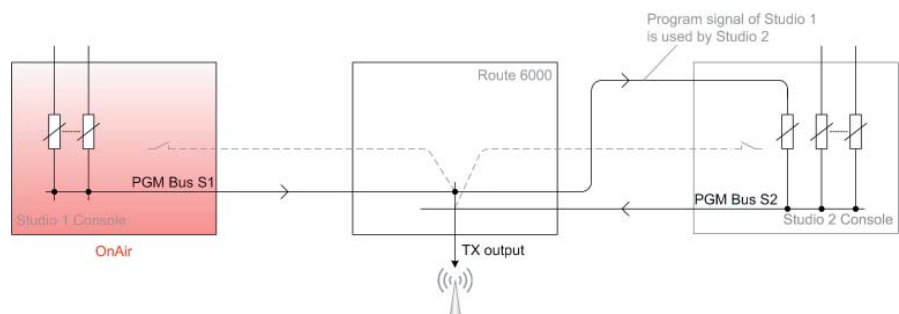 Program signal of Studio 1
is used by Studio 2
Route 6000
PGM Bus S1
PGM Bus S2
Studio 1 Console
Studio 2 Console
OnAir
TX output